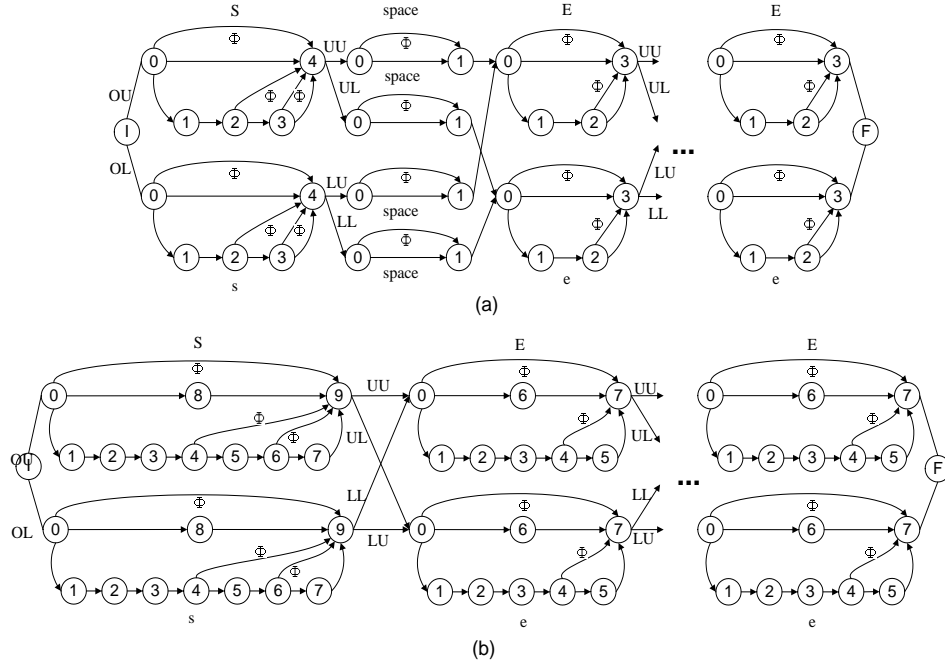 S space E E
Φ UU Φ Φ UU Φ
0 4 0 1 0 3 0 3
space
UL Φ UL Φ
OU Φ Φ Φ
1 2 3 0 1 1 2 1 2
I ... F
OL Φ LU Φ Φ LU Φ
0 4 0 1 0 3 0 3
space
LL LL
Φ Φ Φ Φ Φ
1 2 3 0 1 1 2 1 2
s space e e
(a)
S E E
Φ UU Φ UU Φ
0 8 9 0 6 7 0 6 7
Φ Φ UL Φ UL Φ
1 2 3 4 5 6 7 1 2 3 4 5 1 2 3 4 5
OU I ... F
LL LL
OL Φ Φ Φ
0 8 9 LU 0 6 7 LU 0 6 7
Φ Φ Φ Φ
1 2 3 4 5 6 7 1 2 3 4 5 1 2 3 4 5
s e e
(b)